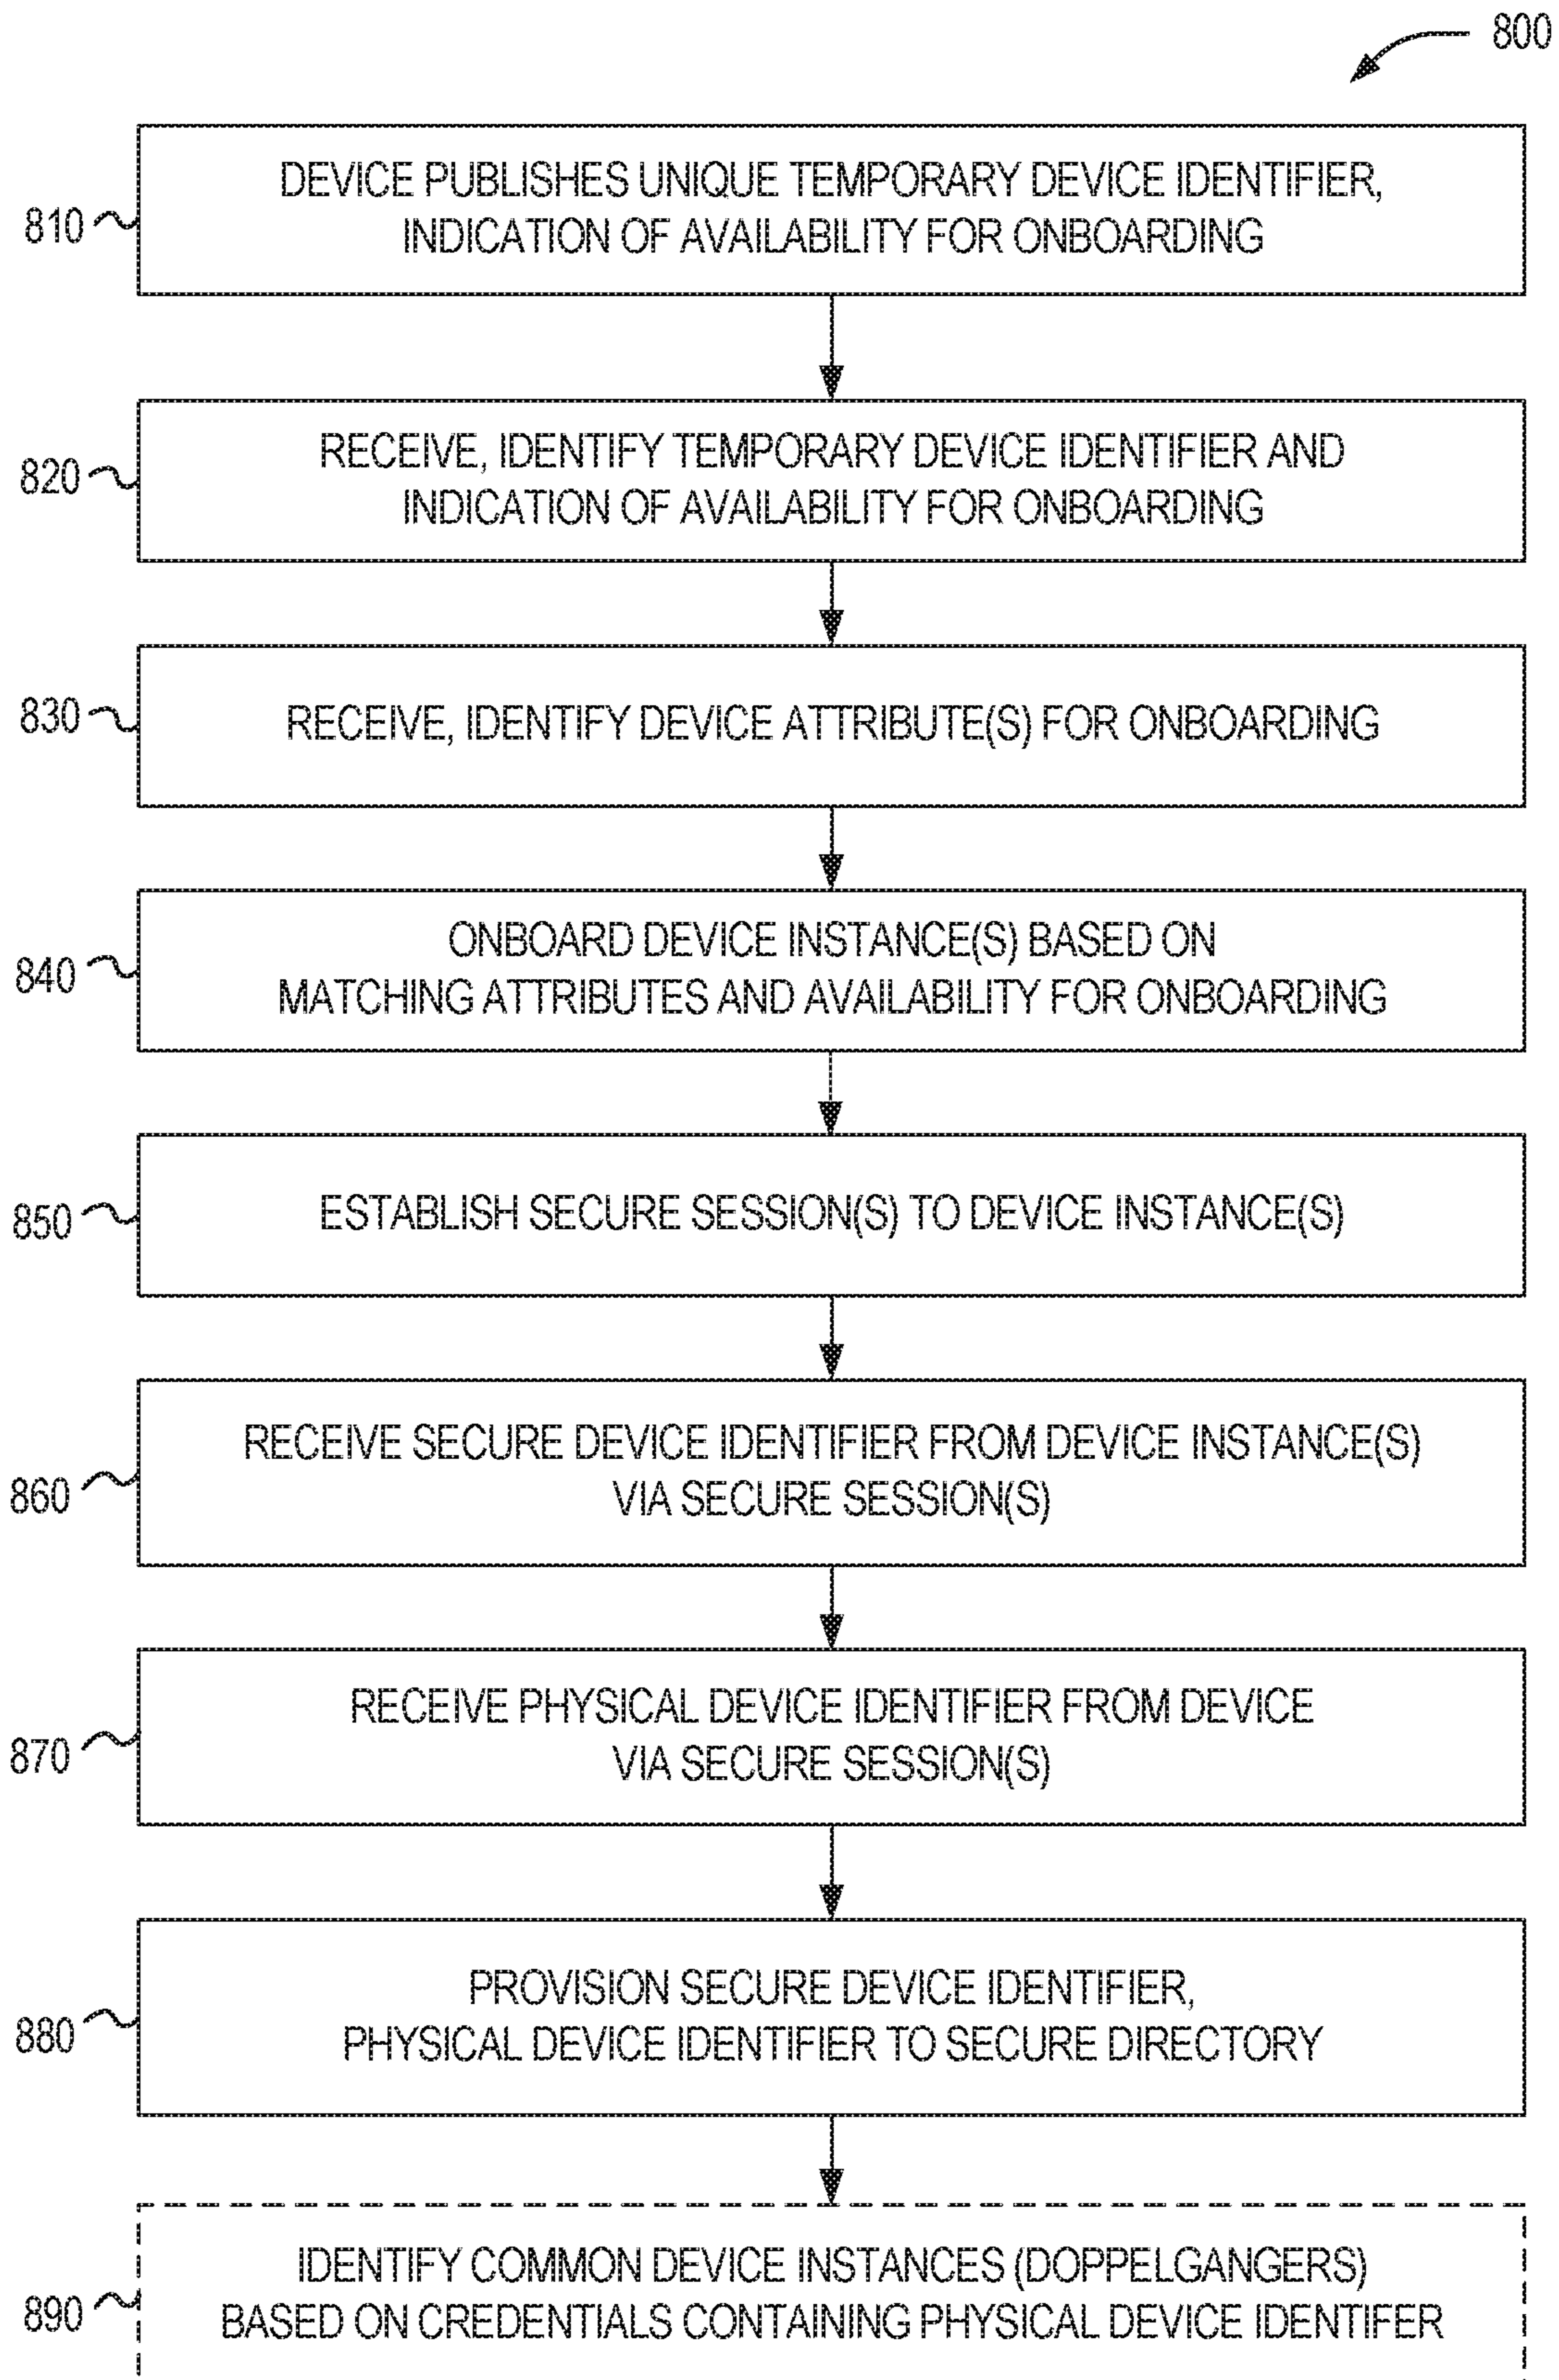 800
810
DEVICE PUBLISHES UNIQUE TEMPORARY DEVICE IDENTIFIER,
INDICATION OF AVAILABILITY FOR ONBOARDING
820
RECEIVE, IDENTIFY TEMPORARY DEVICE IDENTIFIER AND
INDICATION OF AVAILABILITY FOR ONBOARDING
830
RECEIVE, IDENTIFY DEVICE ATTRIBUTE(S) FOR ONBOARDING
840
ONBOARD DEVICE INSTANCE(S) BASED ON
MATCHING ATTRIBUTES AND AVAILABILITY FOR ONBOARDING
850
ESTABLISH SECURE SESSION(S) TO DEVICE INSTANCE(S)
860
RECEIVE SECURE DEVICE IDENTIFIER FROM DEVICE INSTANCE(S)
VIA SECURE SESSION(S)
870
RECEIVE PHYSICAL DEVICE IDENTIFIER FROM DEVICE
VIA SECURE SESSION(S)
880
PROVISION SECURE DEVICE IDENTIFIER,
PHYSICAL DEVICE IDENTIFIER TO SECURE DIRECTORY
890
IDENTIFY COMMON DEVICE INSTANCES (DOPPELGANGERS)
BASED ON CREDENTIALS CONTAINING PHYSICAL DEVICE IDENTIFER